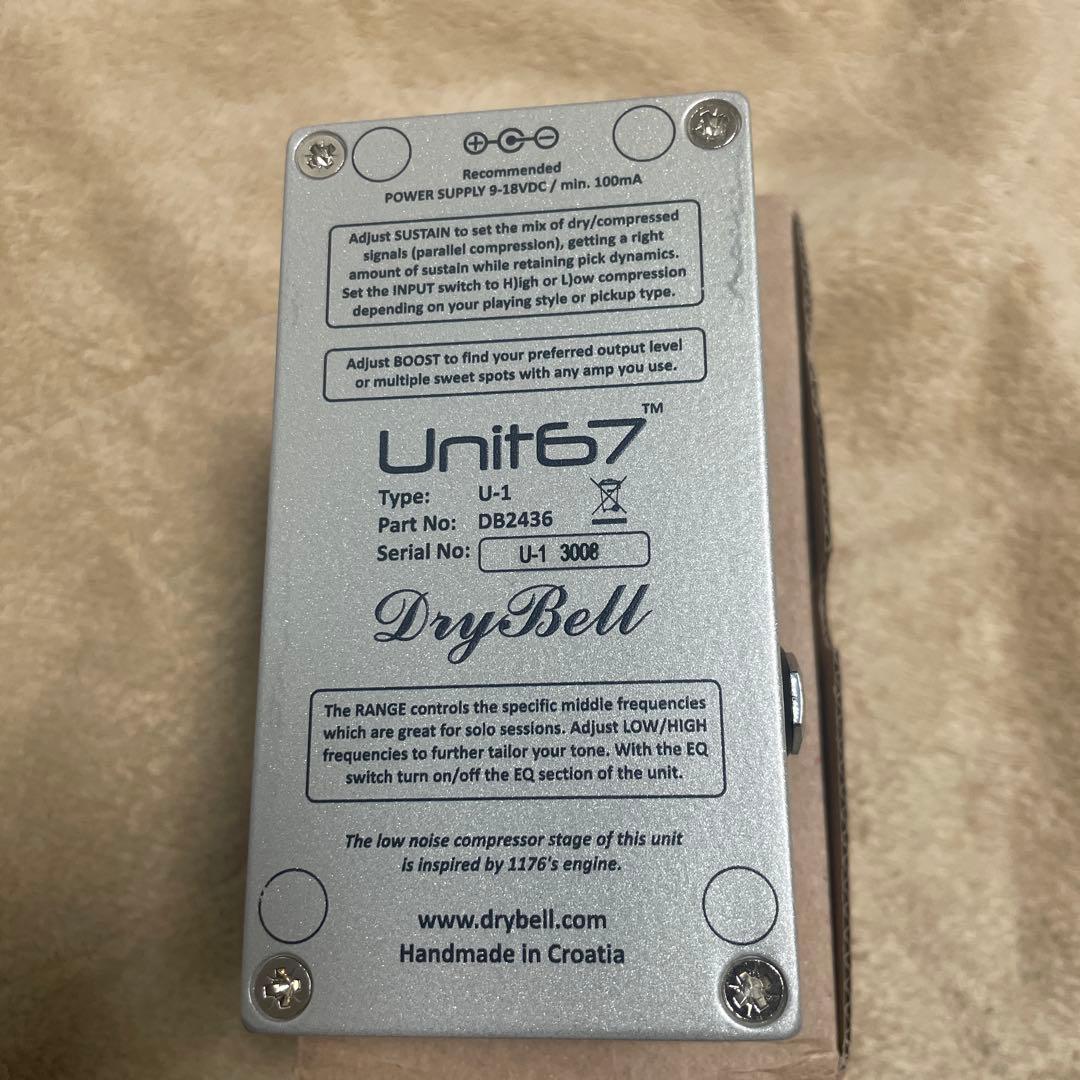 Recommended
POWER SUPPLY 9-18VDC / min. 100mA
Adjust SUSTAIN to set the mix of dry/compressed
signals (parallel compression), getting a right
amount of sustain while retaining pick dynamics.
Set the INPUT switch to H)igh or L)ow compression
depending on your playing style or pickup type.
Adjust BOOST to find your preferred output level
or multiple sweet spots with any amp you use.
Unit67™
Type: U-1
Part No: DB2436
Serial No: U-1 3008
DryBell
The RANGE controls the specific middle frequencies
which are great for solo sessions. Adjust LOW/HIGH
frequencies to further tailor your tone. With the EQ
switch turn on/off the EQ section of the unit.
The low noise compressor stage of this unit
is inspired by 1176's engine.
www.drybell.com
Handmade in Croatia